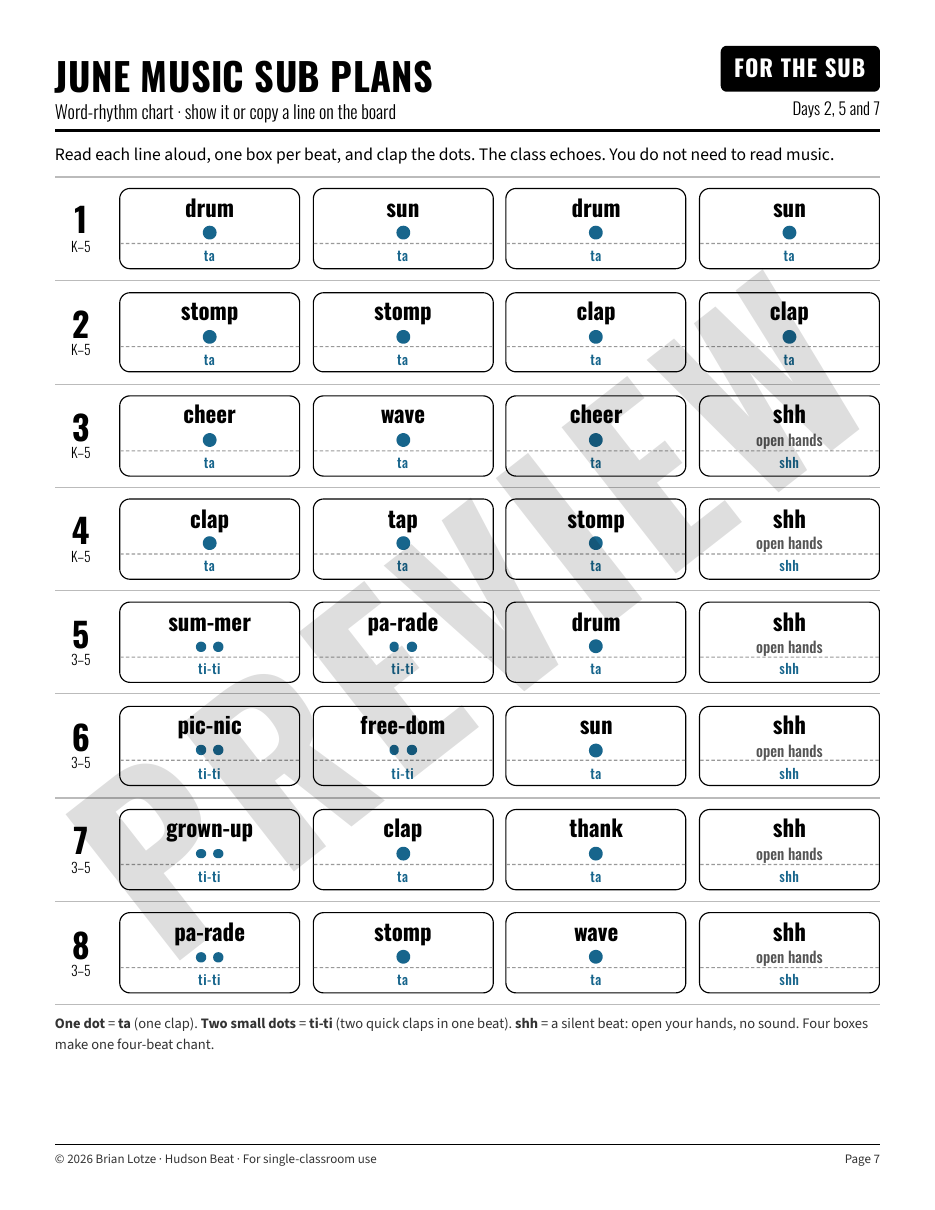 JUNE MUSIC SUB PLANS
FOR THE SUB
Word-rhythm chart · show it or copy a line on the board
Days 2, 5 and 7
Read each line aloud, one box per beat, and clap the dots. The class echoes. You do not need to read music.
1
K–5
drum sun drum sun
ta ta ta ta
2
K–5
stomp stomp clap clap
ta ta ta ta
3
K–5
cheer wave cheer shh
open hands
ta ta ta shh
4
K–5
clap tap stomp shh
open hands
ta ta ta shh
5
3–5
sum-mer pa-rade drum shh
open hands
ti-ti ti-ti ta shh
6
3–5
pic-nic free-dom sun shh
open hands
ti-ti ti-ti ta shh
7
3–5
grown-up clap thank shh
open hands
ti-ti ta ta shh
8
3–5
pa-rade stomp wave shh
open hands
ti-ti ta ta shh
PREVIEW
One dot = ta (one clap). Two small dots = ti-ti (two quick claps in one beat). shh = a silent beat: open your hands, no sound. Four boxes
make one four-beat chant.
© 2026 Brian Lotze · Hudson Beat · For single-classroom use
Page 7